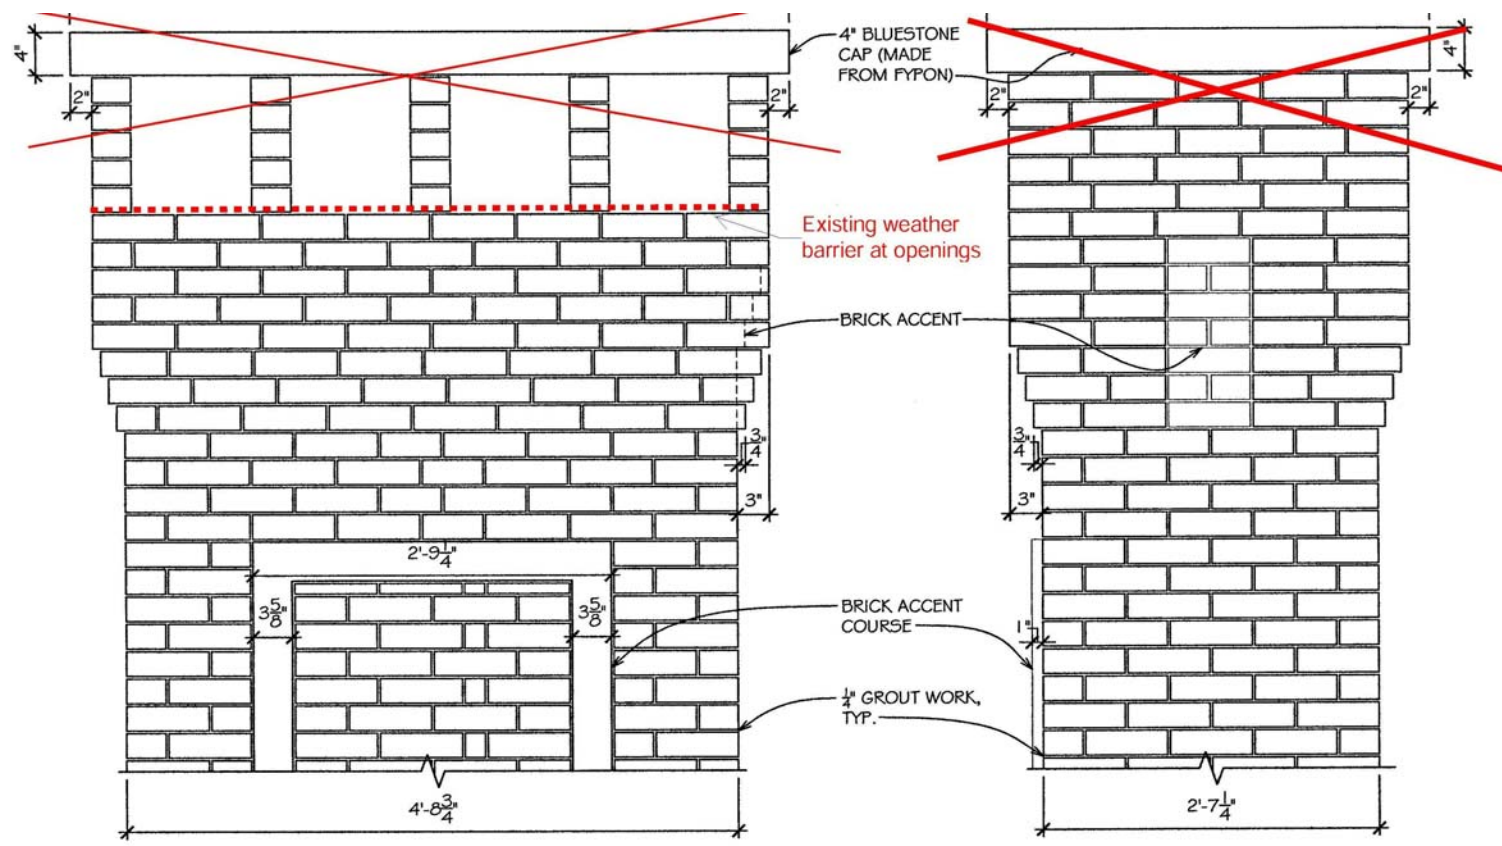 4"
4" BLUESTONE
CAP (MADE
FROM FYPON)
4"
2"
2"
2"
2"
Existing weather
barrier at openings
BRICK ACCENT
3/4"
3"
3/4"
3"
2'-9 1/4"
3 5/8"
3 5/8"
BRICK ACCENT
COURSE
1"
1/4" GROUT WORK,
TYP.
4'-8 3/4"
2'-7 1/4"